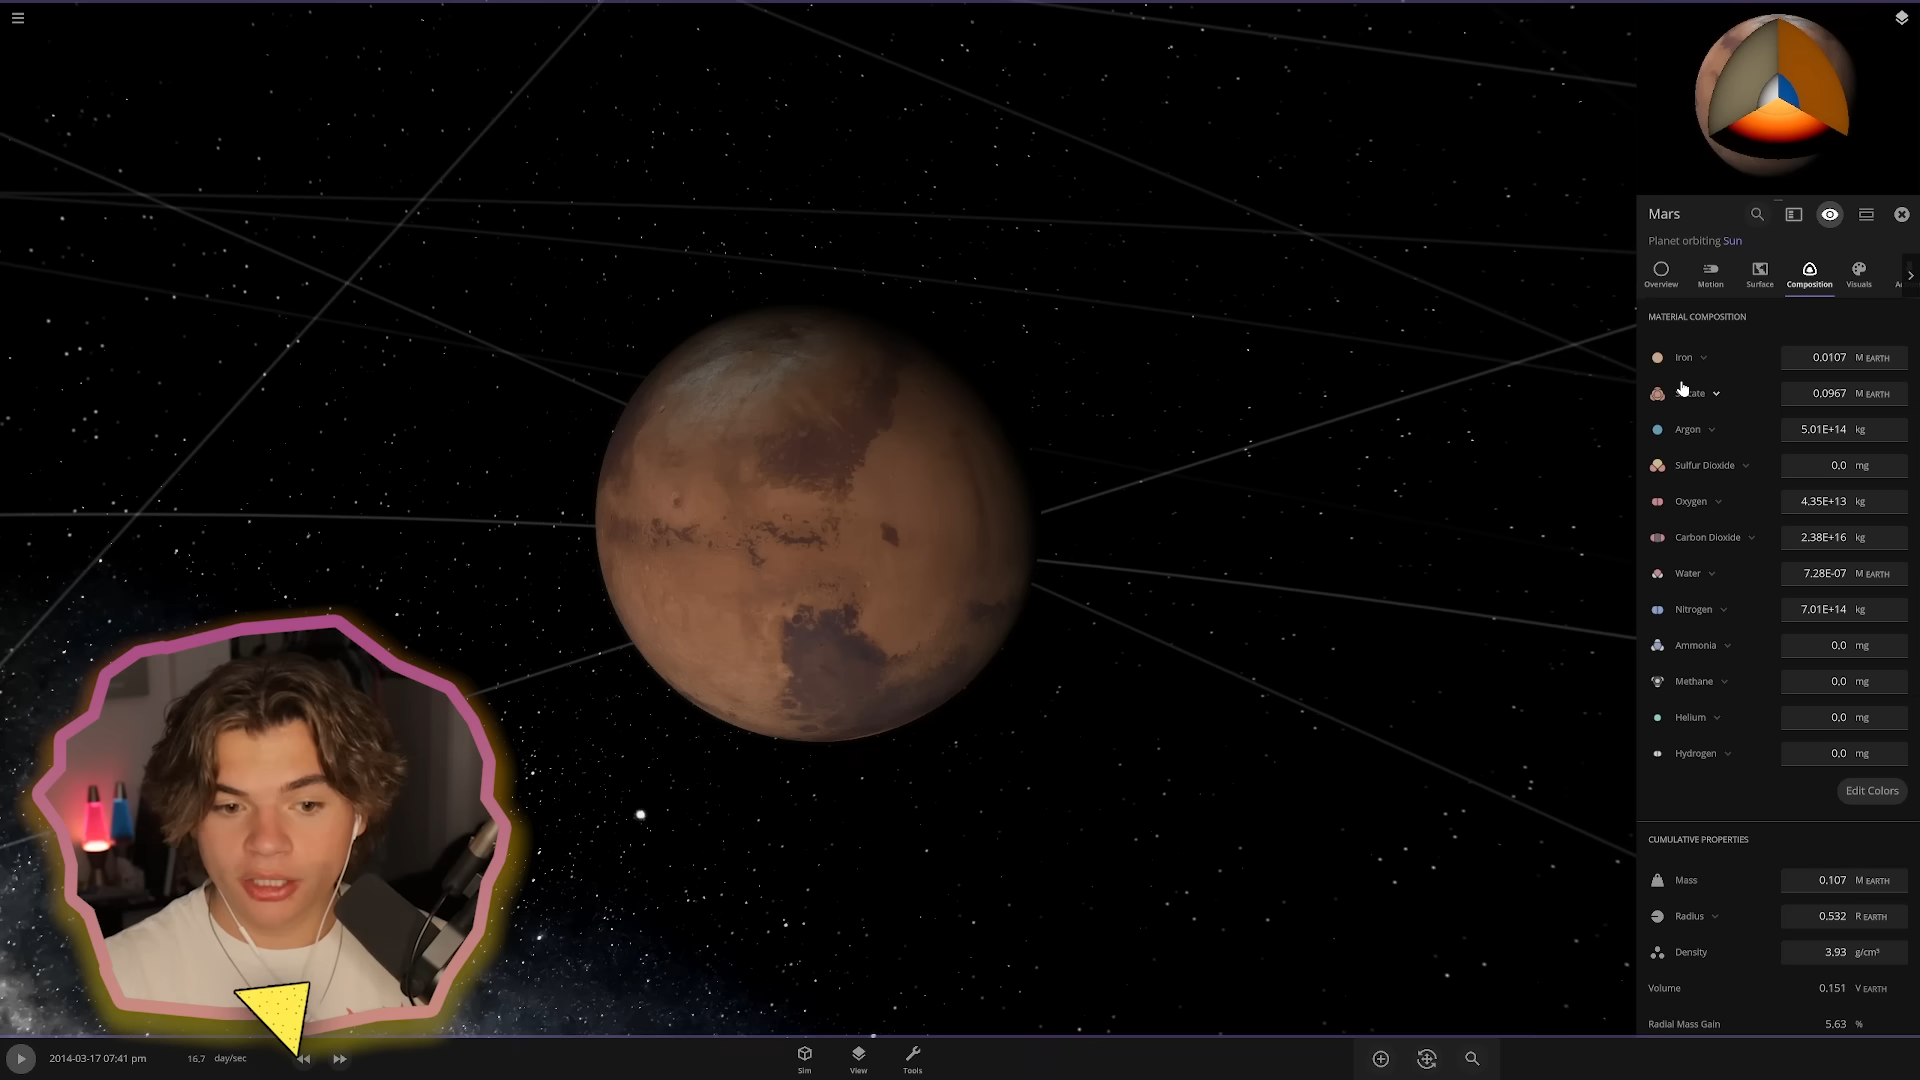 Mars
Planet orbiting Sun
Overview Motion Surface Composition Visuals
MATERIAL COMPOSITION
Iron 0.0107 M EARTH
0.0967 M EARTH
Argon 5.01E+14 kg
Sulfur Dioxide 0.0 mg
Oxygen 4.35E+13 kg
Carbon Dioxide 2.38E+16 kg
Water 7.28E-07 M EARTH
Nitrogen 7.01E+14 kg
Ammonia 0.0 mg
Methane 0.0 mg
Helium 0.0 mg
Hydrogen 0.0 mg
Edit Colors
CUMULATIVE PROPERTIES
Mass 0.107 M EARTH
Radius 0.532 R EARTH
Density 3.93 g/cm³
Volume 0.151 V EARTH
Radial Mass Gain 5.63 %
2014-03-17 07:41 pm 16.7 day/sec
Sim View Tools